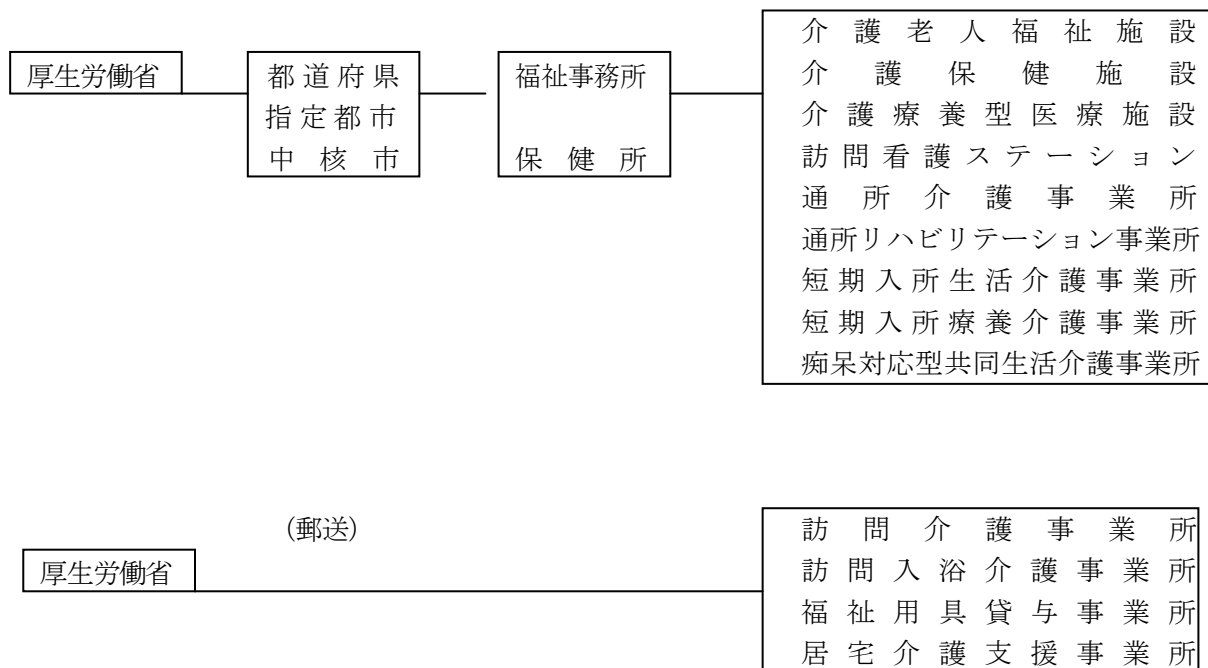 厚生労働省
都道府県
指定都市
中核市
福祉事務所
保健所
介護老人福祉施設
介護保健施設
介護療養型医療施設
訪問看護ステーション
通所介護事業所
通所リハビリテーション事業所
短期入所生活介護事業所
短期入所療養介護事業所
痴呆対応型共同生活介護事業所
（郵送）
厚生労働省
訪問介護事業所
訪問入浴介護事業所
福祉用具貸与事業所
居宅介護支援事業所